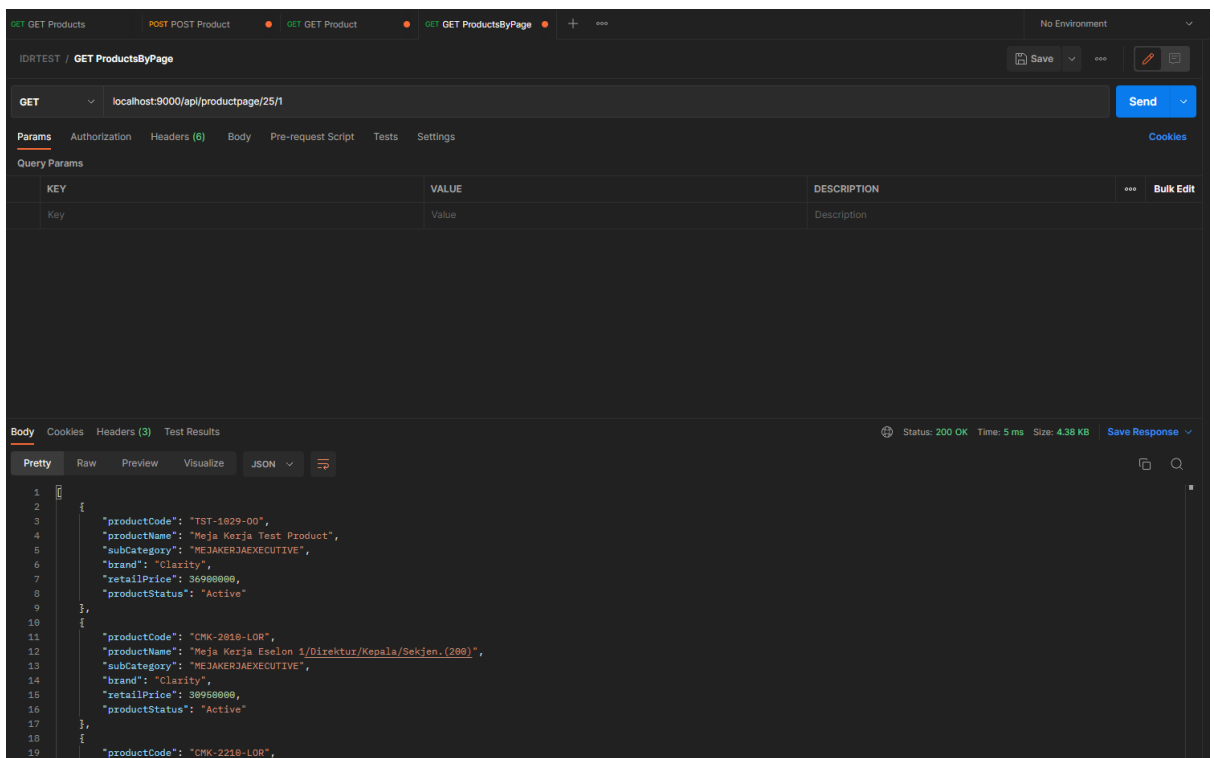 GET GET Products POST POST Product GET GET Product GET GET ProductsByPage No Environment
IDRTEST / GET ProductsByPage Save
GET localhost:9000/api/productpage/25/1 Send
Params Authorization Headers (6) Body Pre-request Script Tests Settings Cookies
Query Params
KEY VALUE DESCRIPTION Bulk Edit
Key Value Description
Body Cookies Headers (3) Test Results Status: 200 OK Time: 5 ms Size: 4.38 KB Save Response
Pretty Raw Preview Visualize JSON
1 [
2 {
3 "productCode": "TST-1029-OO",
4 "productName": "Meja Kerja Test Product",
5 "subCategory": "MEJAKERJAEXECUTIVE",
6 "brand": "Clarity",
7 "retailPrice": 36900000,
8 "productStatus": "Active"
9 },
10 {
11 "productCode": "CMK-2010-LOR",
12 "productName": "Meja Kerja Eselon 1/Direktur/Kepala/Sekjen.(200)",
13 "subCategory": "MEJAKERJAEXECUTIVE",
14 "brand": "Clarity",
15 "retailPrice": 30950000,
16 "productStatus": "Active"
17 },
18 {
19 "productCode": "CMK-2210-LOR",